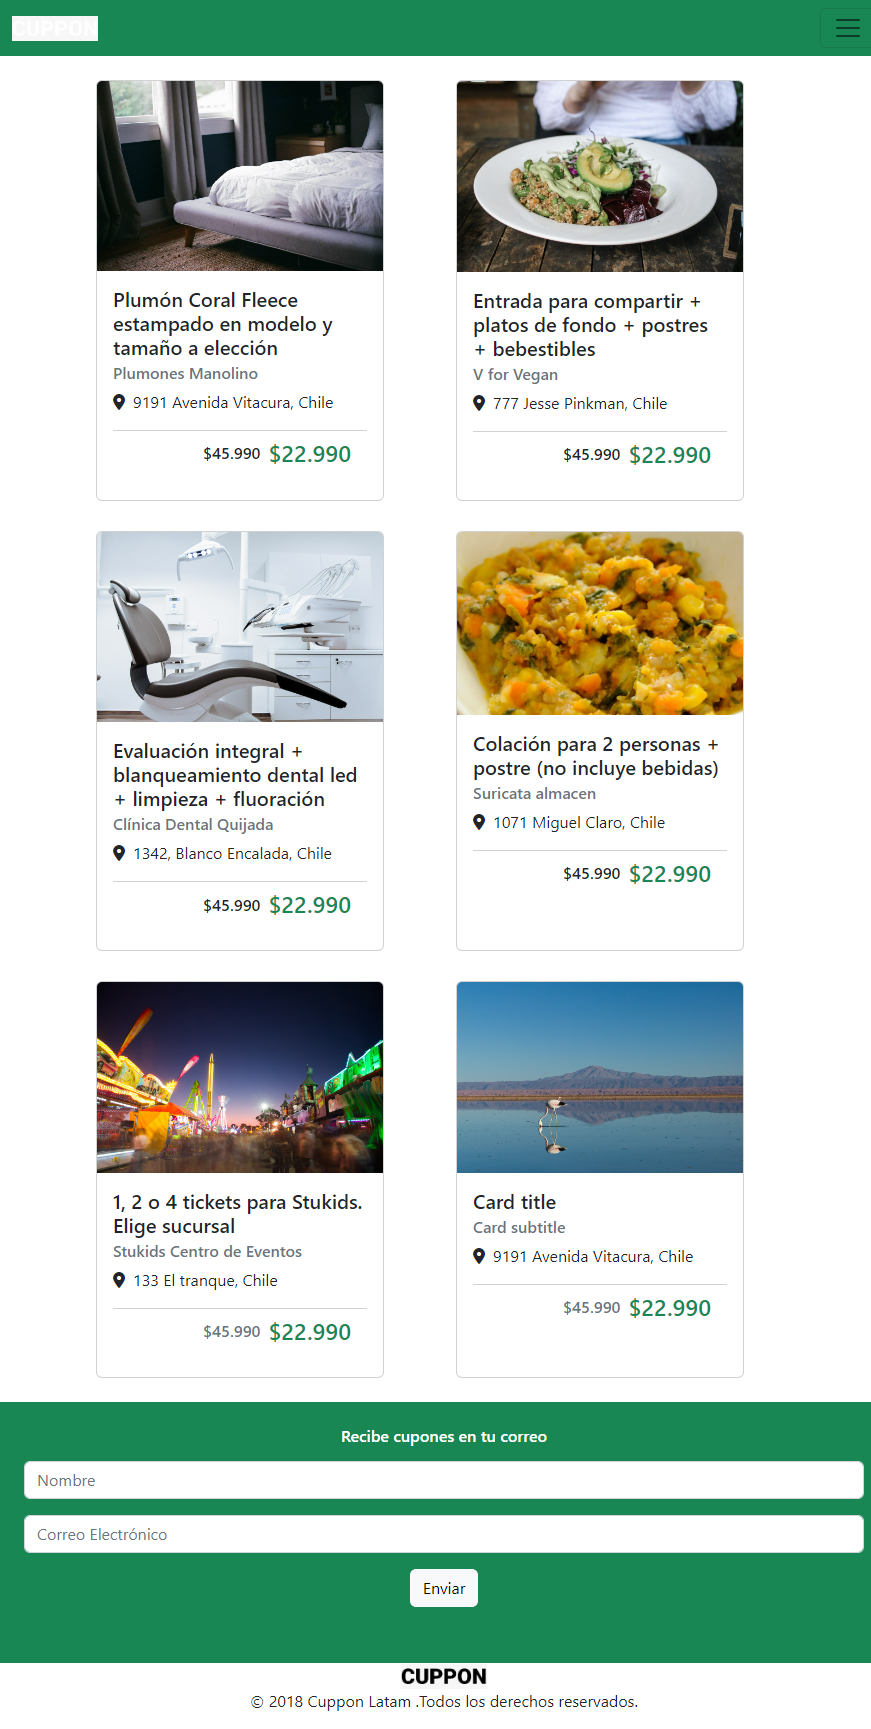 CUPPON
Plumón Coral Fleece
estampado en modelo y
tamaño a elección
Plumones Manolino
9191 Avenida Vitacura, Chile
$45.990 $22.990
Entrada para compartir +
platos de fondo + postres
+ bebestibles
V for Vegan
777 Jesse Pinkman, Chile
$45.990 $22.990
Evaluación integral +
blanqueamiento dental led
+ limpieza + fluoración
Clínica Dental Quijada
1342, Blanco Encalada, Chile
$45.990 $22.990
Colación para 2 personas +
postre (no incluye bebidas)
Suricata almacen
1071 Miguel Claro, Chile
$45.990 $22.990
1, 2 o 4 tickets para Stukids.
Elige sucursal
Stukids Centro de Eventos
133 El tranque, Chile
$45.990 $22.990
Card title
Card subtitle
9191 Avenida Vitacura, Chile
$45.990 $22.990
Recibe cupones en tu correo
Nombre
Correo Electrónico
Enviar
CUPPON
© 2018 Cuppon Latam .Todos los derechos reservados.